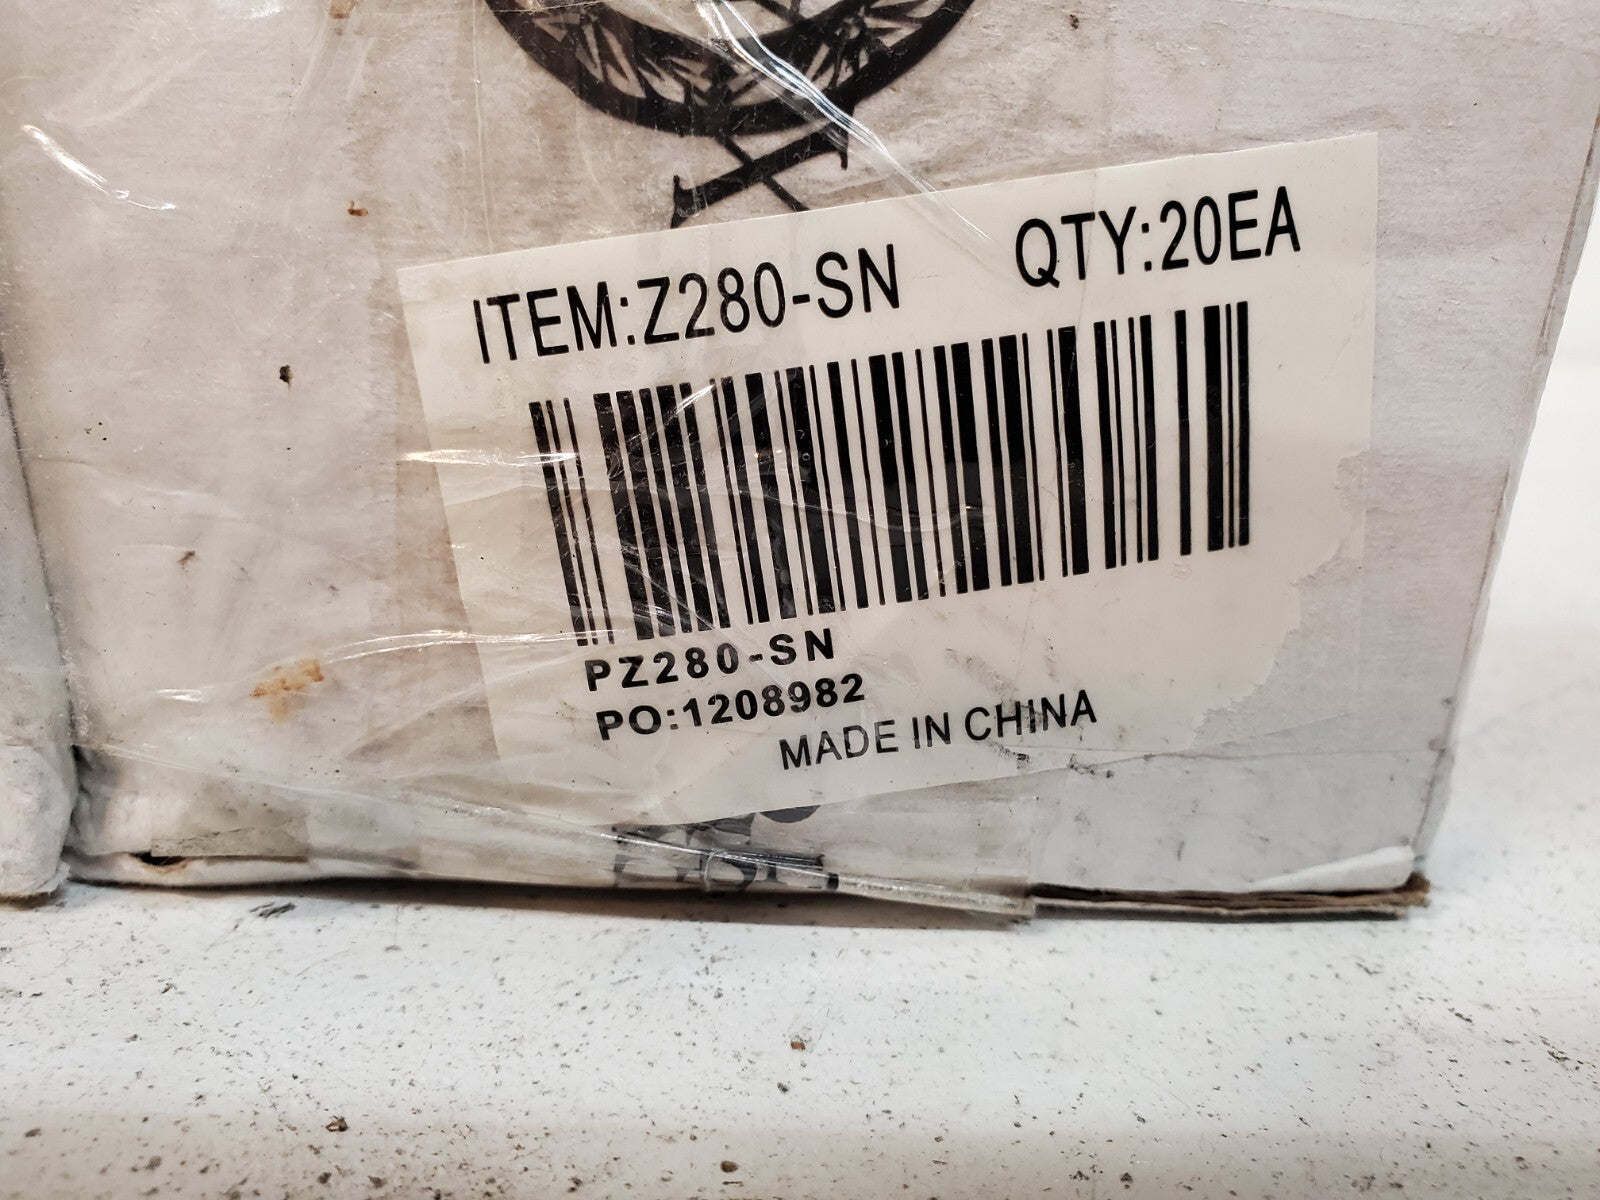 ITEM:Z280-SN QTY:20EA
PZ280-SN
PO:1208982
MADE IN CHINA